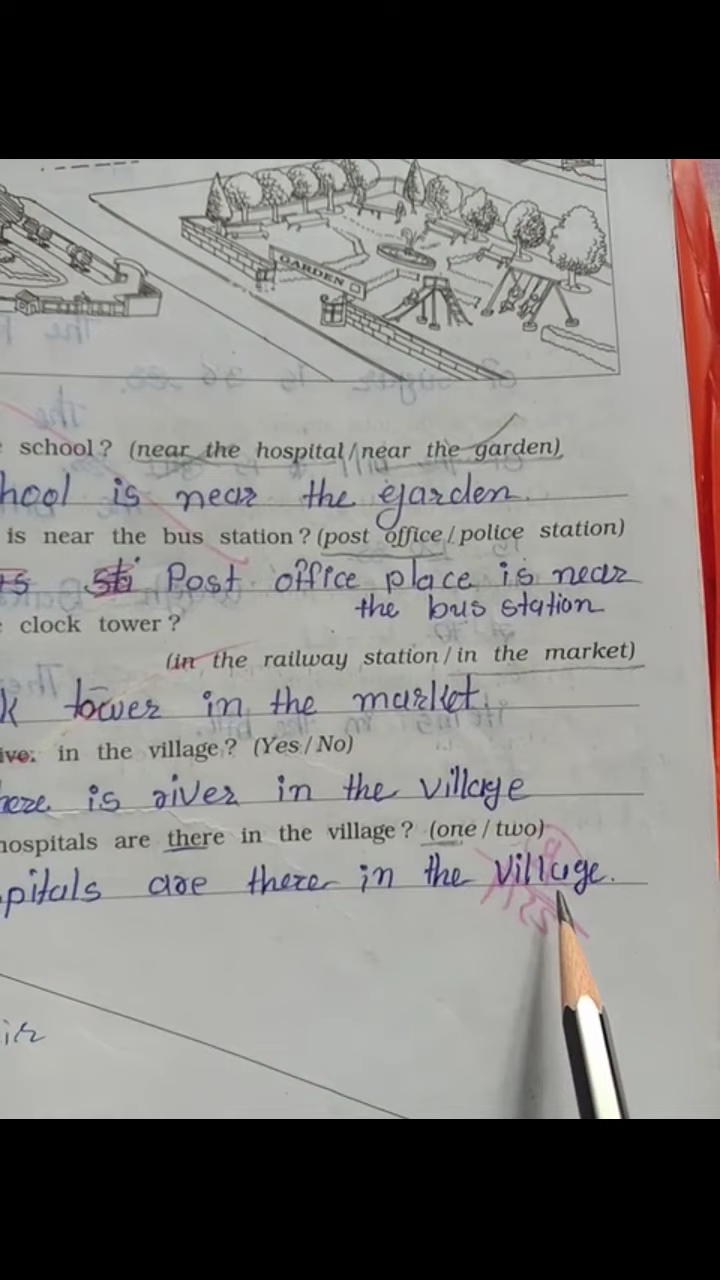 GARDEN
school? (near the hospital/near the garden)
hool is near the garden.
is near the bus station? (post office/police station)
Post office place is near
the bus station
clock tower?
(in the railway station/in the market)
k tower in the market.
in the village? (Yes/No)
here is river in the village
hospitals are there in the village? (one/two)
pitals are there in the village.